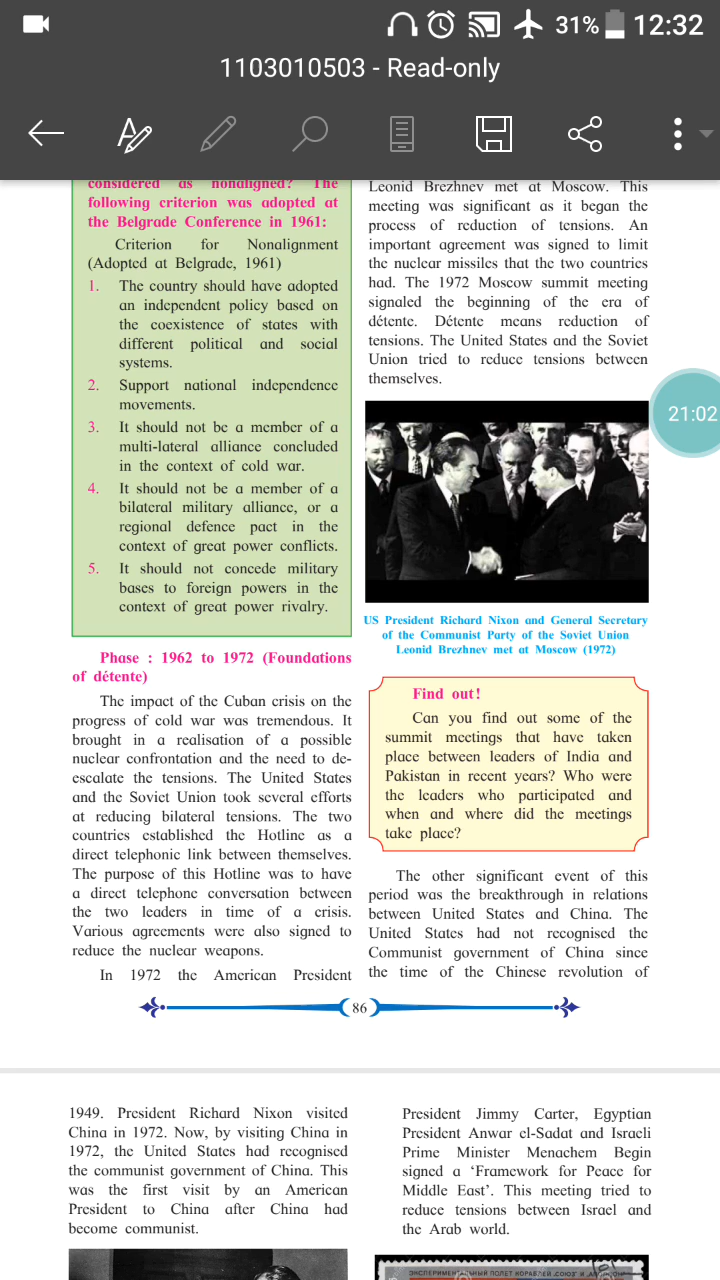 31% 12:32
1103010503 - Read-only
considered as nonaligned? The
following criterion was adopted at
the Belgrade Conference in 1961:
Criterion for Nonalignment
(Adopted at Belgrade, 1961)
1. The country should have adopted
an independent policy based on
the coexistence of states with
different political and social
systems.
2. Support national independence
movements.
3. It should not be a member of a
multi-lateral alliance concluded
in the context of cold war.
4. It should not be a member of a
bilateral military alliance, or a
regional defence pact in the
context of great power conflicts.
5. It should not concede military
bases to foreign powers in the
context of great power rivalry.
Phase : 1962 to 1972 (Foundations
of détente)
The impact of the Cuban crisis on the
progress of cold war was tremendous. It
brought in a realisation of a possible
nuclear confrontation and the need to de-
escalate the tensions. The United States
and the Soviet Union took several efforts
at reducing bilateral tensions. The two
countries established the Hotline as a
direct telephonic link between themselves.
The purpose of this Hotline was to have
a direct telephone conversation between
the two leaders in time of a crisis.
Various agreements were also signed to
reduce the nuclear weapons.
In 1972 the American President
Leonid Brezhnev met at Moscow. This
meeting was significant as it began the
process of reduction of tensions. An
important agreement was signed to limit
the nuclear missiles that the two countries
had. The 1972 Moscow summit meeting
signaled the beginning of the era of
détente. Détente means reduction of
tensions. The United States and the Soviet
Union tried to reduce tensions between
themselves.
21:02
US President Richard Nixon and General Secretary
of the Communist Party of the Soviet Union
Leonid Brezhnev met at Moscow (1972)
Find out!
Can you find out some of the
summit meetings that have taken
place between leaders of India and
Pakistan in recent years? Who were
the leaders who participated and
when and where did the meetings
take place?
The other significant event of this
period was the breakthrough in relations
between United States and China. The
United States had not recognised the
Communist government of China since
the time of the Chinese revolution of
86
1949. President Richard Nixon visited
China in 1972. Now, by visiting China in
1972, the United States had recognised
the communist government of China. This
was the first visit by an American
President to China after China had
become communist.
President Jimmy Carter, Egyptian
President Anwar el-Sadat and Israeli
Prime Minister Menachem Begin
signed a ‘Framework for Peace for
Middle East’. This meeting tried to
reduce tensions between Israel and
the Arab world.
ЭКСПЕРИМЕНТАЛЬНЫЙ ПОЛЕТ КОРАБЛЕЙ „СОЮЗ" И